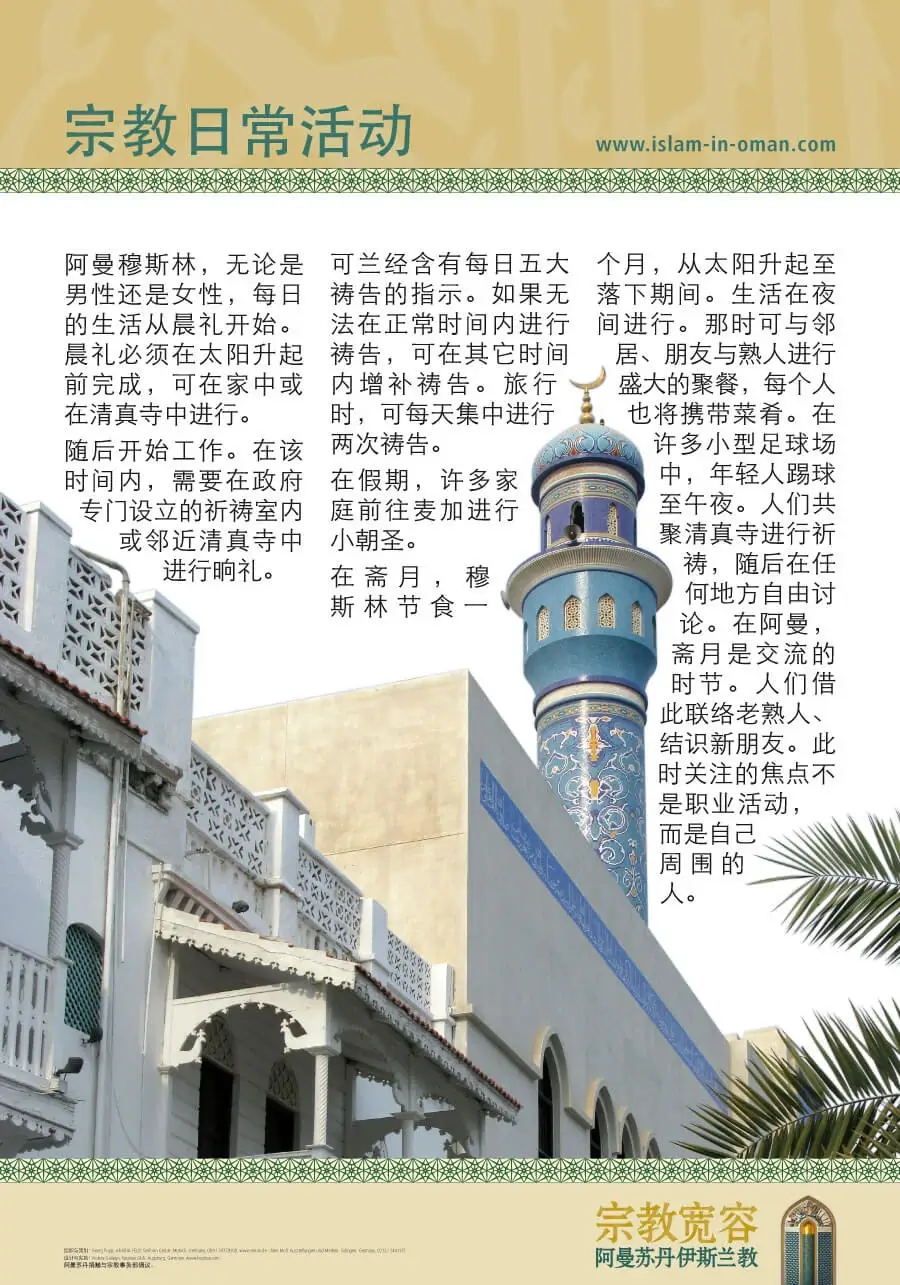 宗教日常活动
www.islam-in-oman.com
阿曼穆斯林，无论是
男性还是女性，每日
的生活从晨礼开始。
晨礼必须在太阳升起
前完成，可在家中或
在清真寺中进行。
随后开始工作。在该
时间内，需要在政府
专门设立的祈祷室内
或邻近清真寺中
进行晌礼。
可兰经含有每日五大
祷告的指示。如果无
法在正常时间内进行
祷告，可在其它时间
内增补祷告。旅行
时，可每天集中进行
两次祷告。
在假期，许多家
庭前往麦加进行
小朝圣。
在斋月，穆
斯林节食一
个月，从太阳升起至
落下期间。生活在夜
间进行。那时可与邻
居、朋友与熟人进行
盛大的聚餐，每个人
也将携带菜肴。在
许多小型足球场
中，年轻人踢球
至午夜。人们共
聚清真寺进行祈
祷，随后在任
何地方自由讨
论。在阿曼，
斋月是交流的
时节。人们借
此联络老熟人、
结识新朋友。此
时关注的焦点不
是职业活动，
而是自己
周围的
人。
宗教宽容
阿曼苏丹伊斯兰教